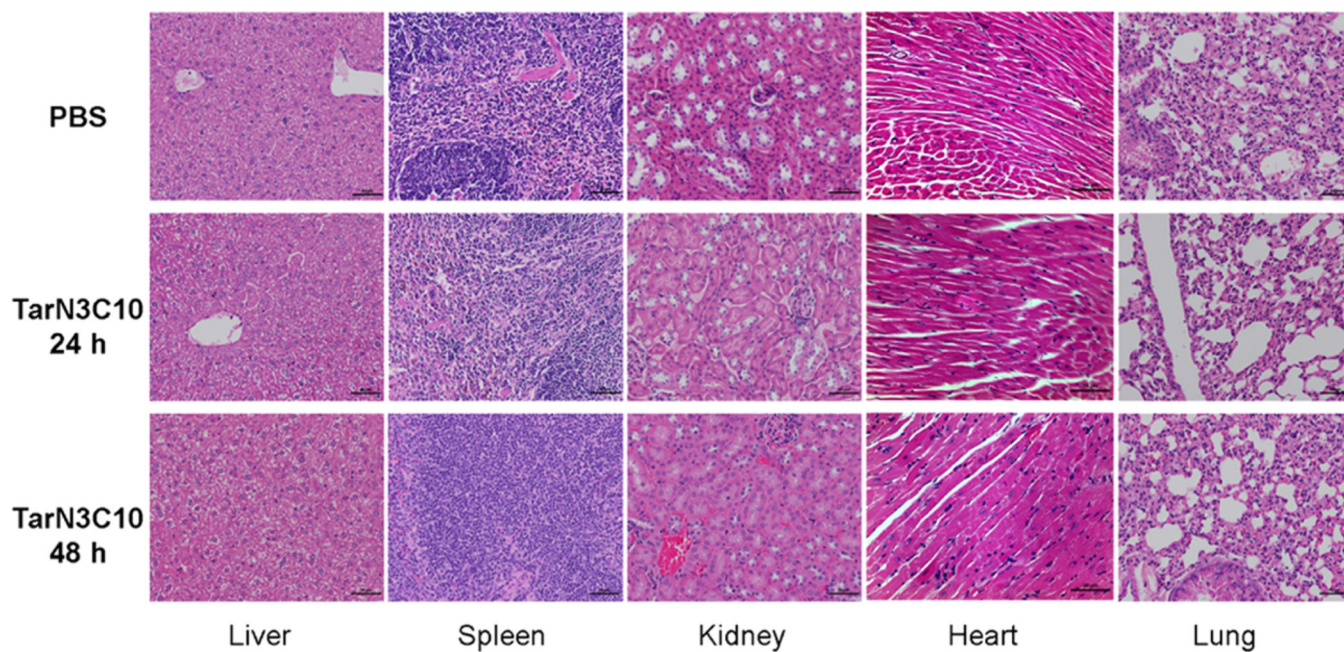 PBS
TarN3C10
24 h
TarN3C10
48 h
Liver Spleen Kidney Heart Lung